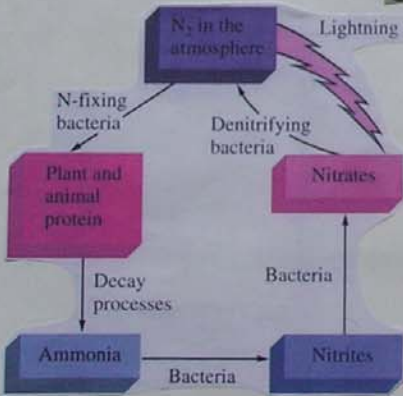 N₂ in the
atmosphere
Lightning
N-fixing
bacteria
Denitrifying
bacteria
Plant and
animal
protein
Nitrates
Decay
processes
Bacteria
Ammonia
Bacteria
Nitrites